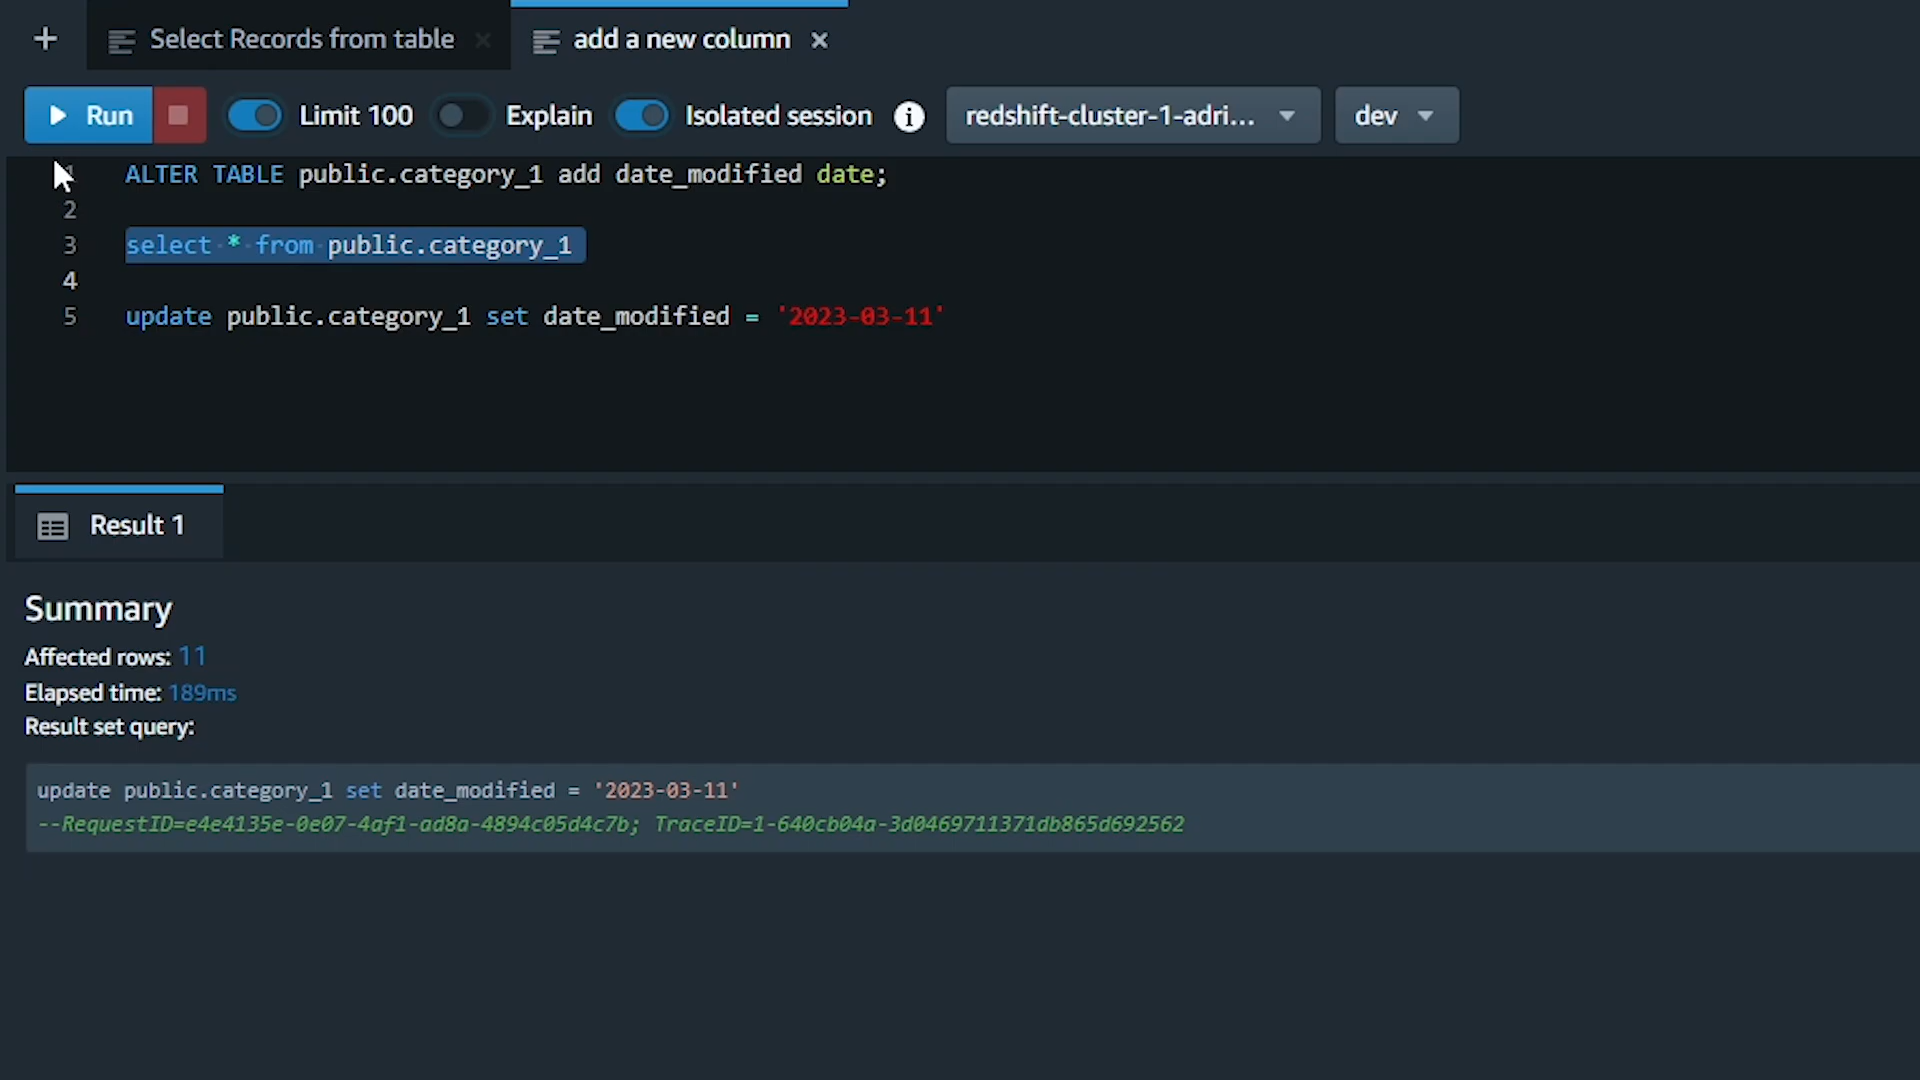 Select Records from table
add a new column
Run
Limit 100
Explain
Isolated session
redshift-cluster-1-adri...
dev
ALTER TABLE public.category_1 add date_modified date;
2
3 select * from public.category_1
4
5 update public.category_1 set date_modified = '2023-03-11'
Result 1
Summary
Affected rows: 11
Elapsed time: 189ms
Result set query:
update public.category_1 set date_modified = '2023-03-11'
--RequestID=e4e4135e-0e07-4af1-ad8a-4894c05d4c7b; TraceID=1-640cb04a-3d0469711371db865d692562